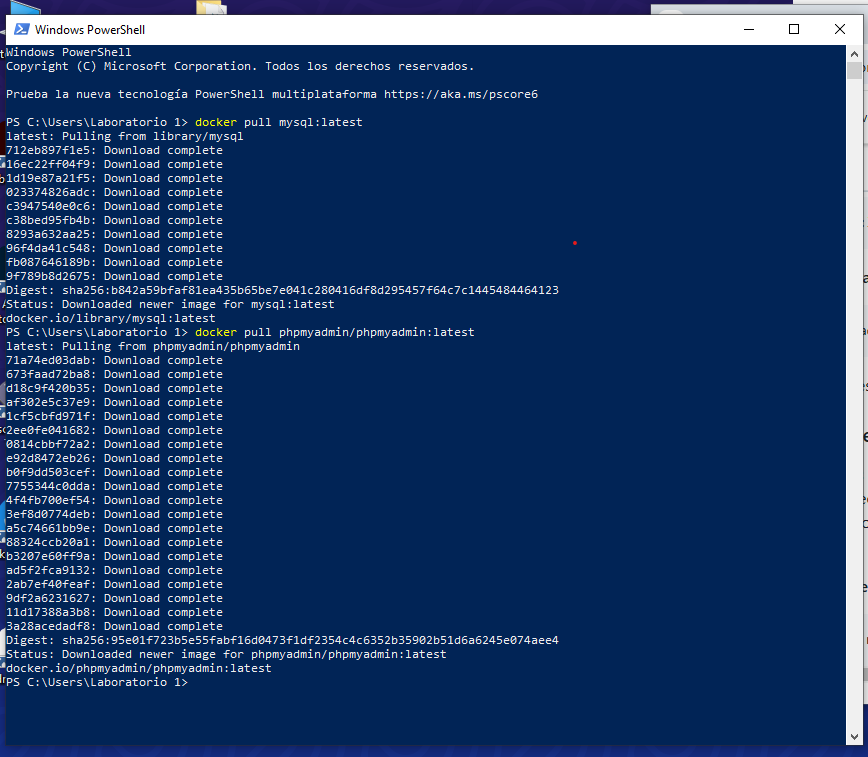 Windows PowerShell
Windows PowerShell
Copyright (C) Microsoft Corporation. Todos los derechos reservados.
Prueba la nueva tecnología PowerShell multiplataforma https://aka.ms/pscore6
PS C:\Users\Laboratorio 1> docker pull mysql:latest
latest: Pulling from library/mysql
712eb897f1e5: Download complete
16ec22ff04f9: Download complete
1d19e87a21f5: Download complete
023374826adc: Download complete
c3947540e0c6: Download complete
c38bed95fb4b: Download complete
8293a632aa25: Download complete
96f4da41c548: Download complete
fb087646189b: Download complete
9f789b8d2675: Download complete
Digest: sha256:b842a59bfaf81ea435b65be7e041c280416df8d295457f64c7c1445484464123
Status: Downloaded newer image for mysql:latest
docker.io/library/mysql:latest
PS C:\Users\Laboratorio 1> docker pull phpmyadmin/phpmyadmin:latest
latest: Pulling from phpmyadmin/phpmyadmin
71a74ed03dab: Download complete
673faad72ba8: Download complete
d18c9f420b35: Download complete
af302e5c37e9: Download complete
1cf5cbfd971f: Download complete
2ee0fe041682: Download complete
0814cbbf72a2: Download complete
e92d8472eb26: Download complete
b0f9dd503cef: Download complete
7755344c0dda: Download complete
4f4fb700ef54: Download complete
3ef8d0774deb: Download complete
a5c74661bb9e: Download complete
88324ccb20a1: Download complete
b3207e60ff9a: Download complete
ad5f2fca9132: Download complete
2ab7ef40feaf: Download complete
9df2a6231627: Download complete
11d17388a3b8: Download complete
3a28acedadf8: Download complete
Digest: sha256:95e01f723b5e55fabf16d0473f1df2354c4c6352b35902b51d6a6245e074aee4
Status: Downloaded newer image for phpmyadmin/phpmyadmin:latest
docker.io/phpmyadmin/phpmyadmin:latest
PS C:\Users\Laboratorio 1>